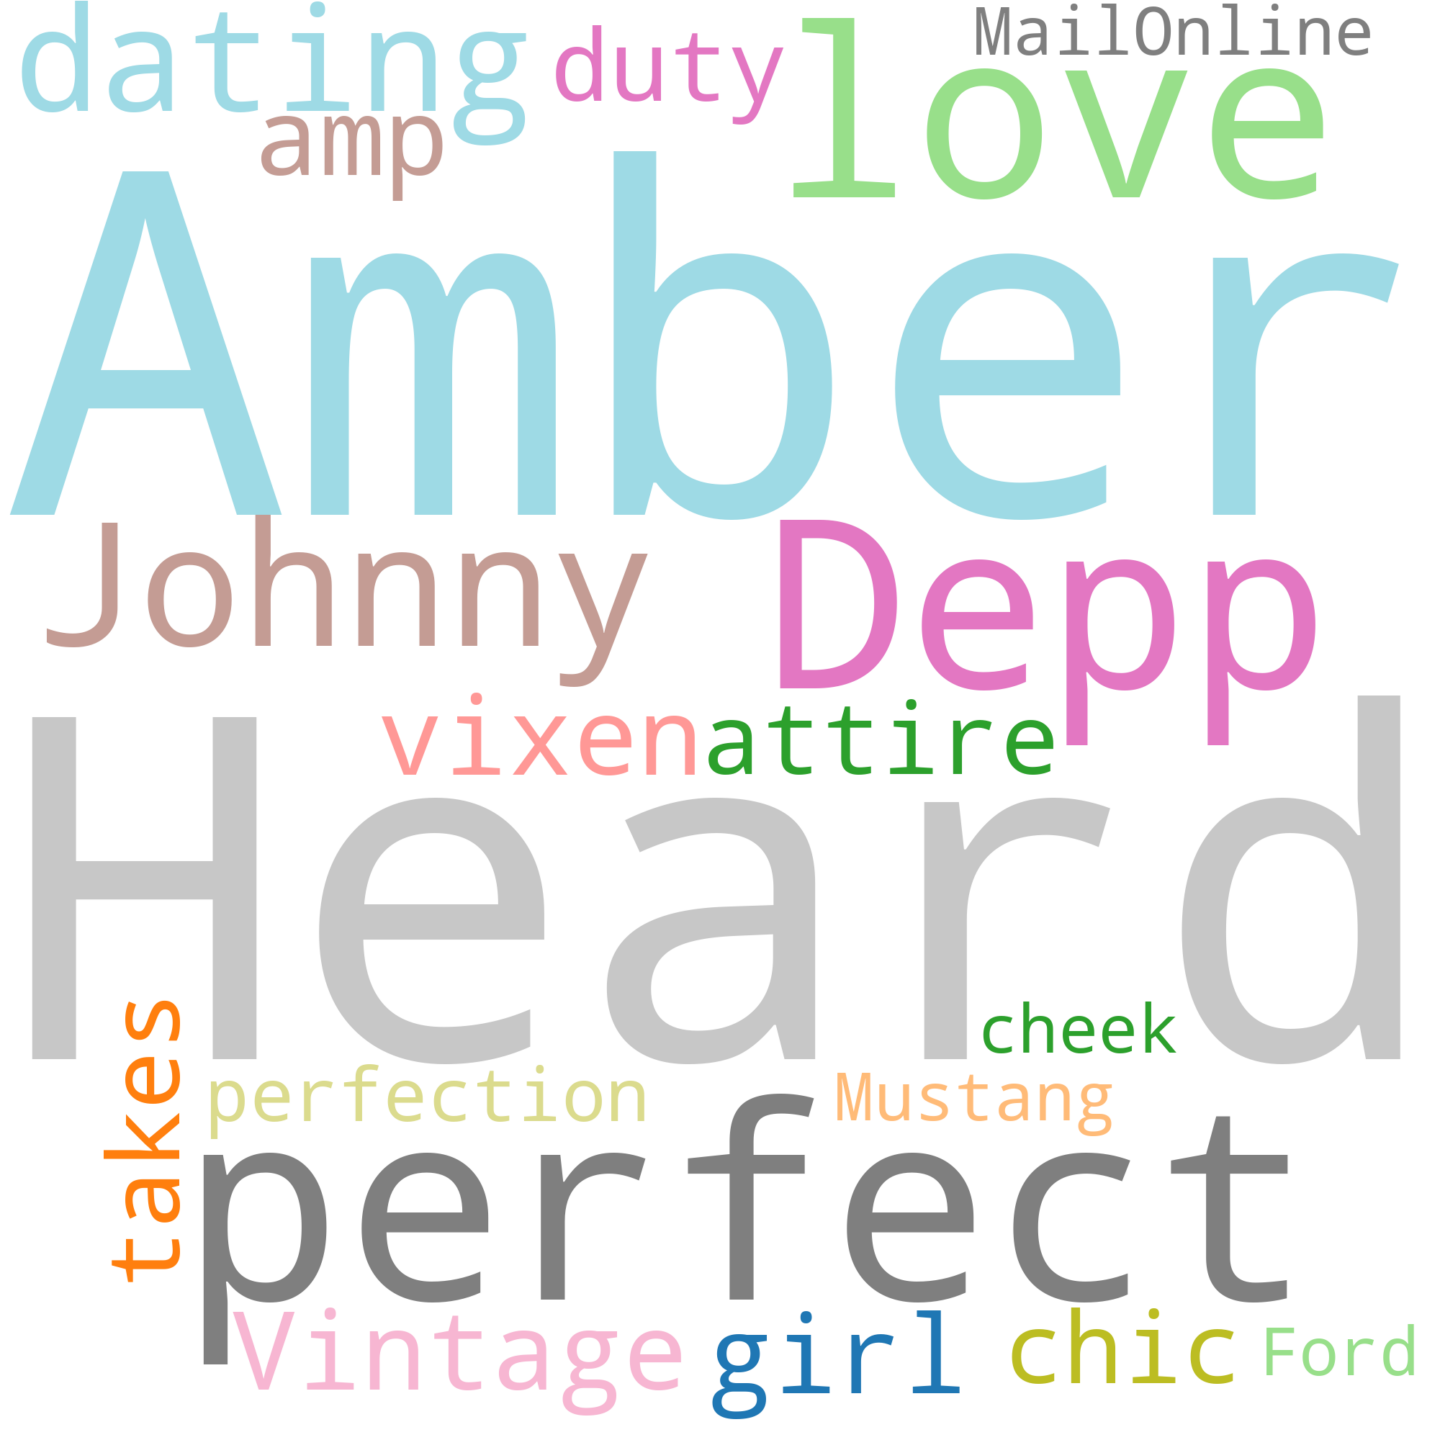 dating
duty
love
MailOnline
amp
Amber
Johnny
Depp
vixen
attire
Heard
takes
cheek
perfection
Mustang
perfect
Vintage
girl
chic
Ford